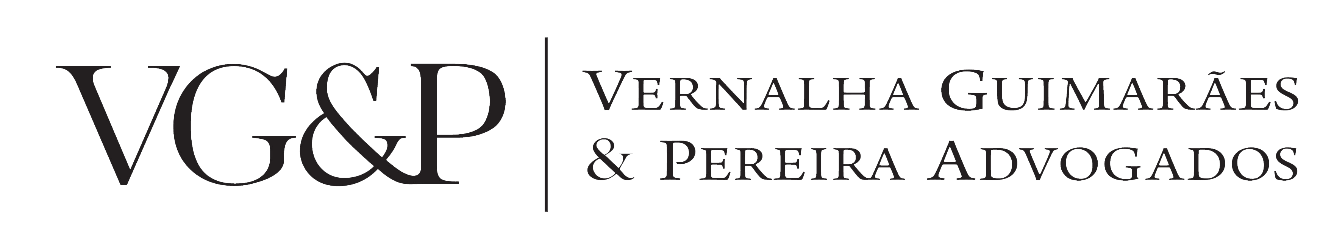 VG&P
VERNALHA GUIMARÃES
& PEREIRA ADVOGADOS